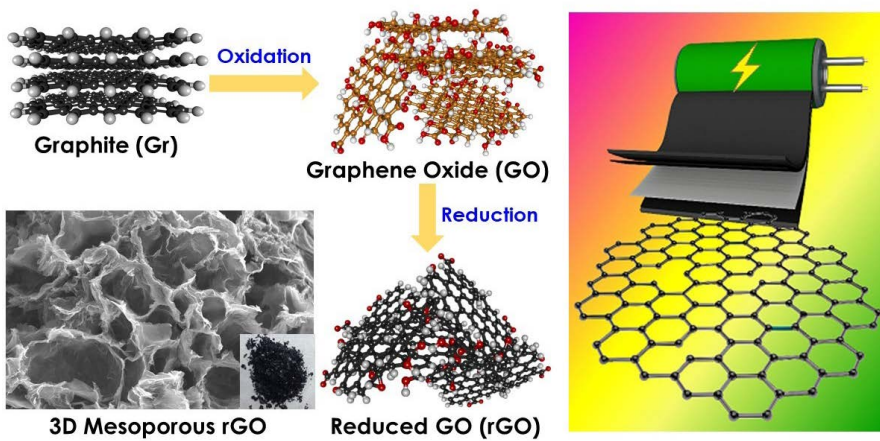 Oxidation
Graphite (Gr)
Graphene Oxide (GO)
Reduction
3D Mesoporous rGO
Reduced GO (rGO)